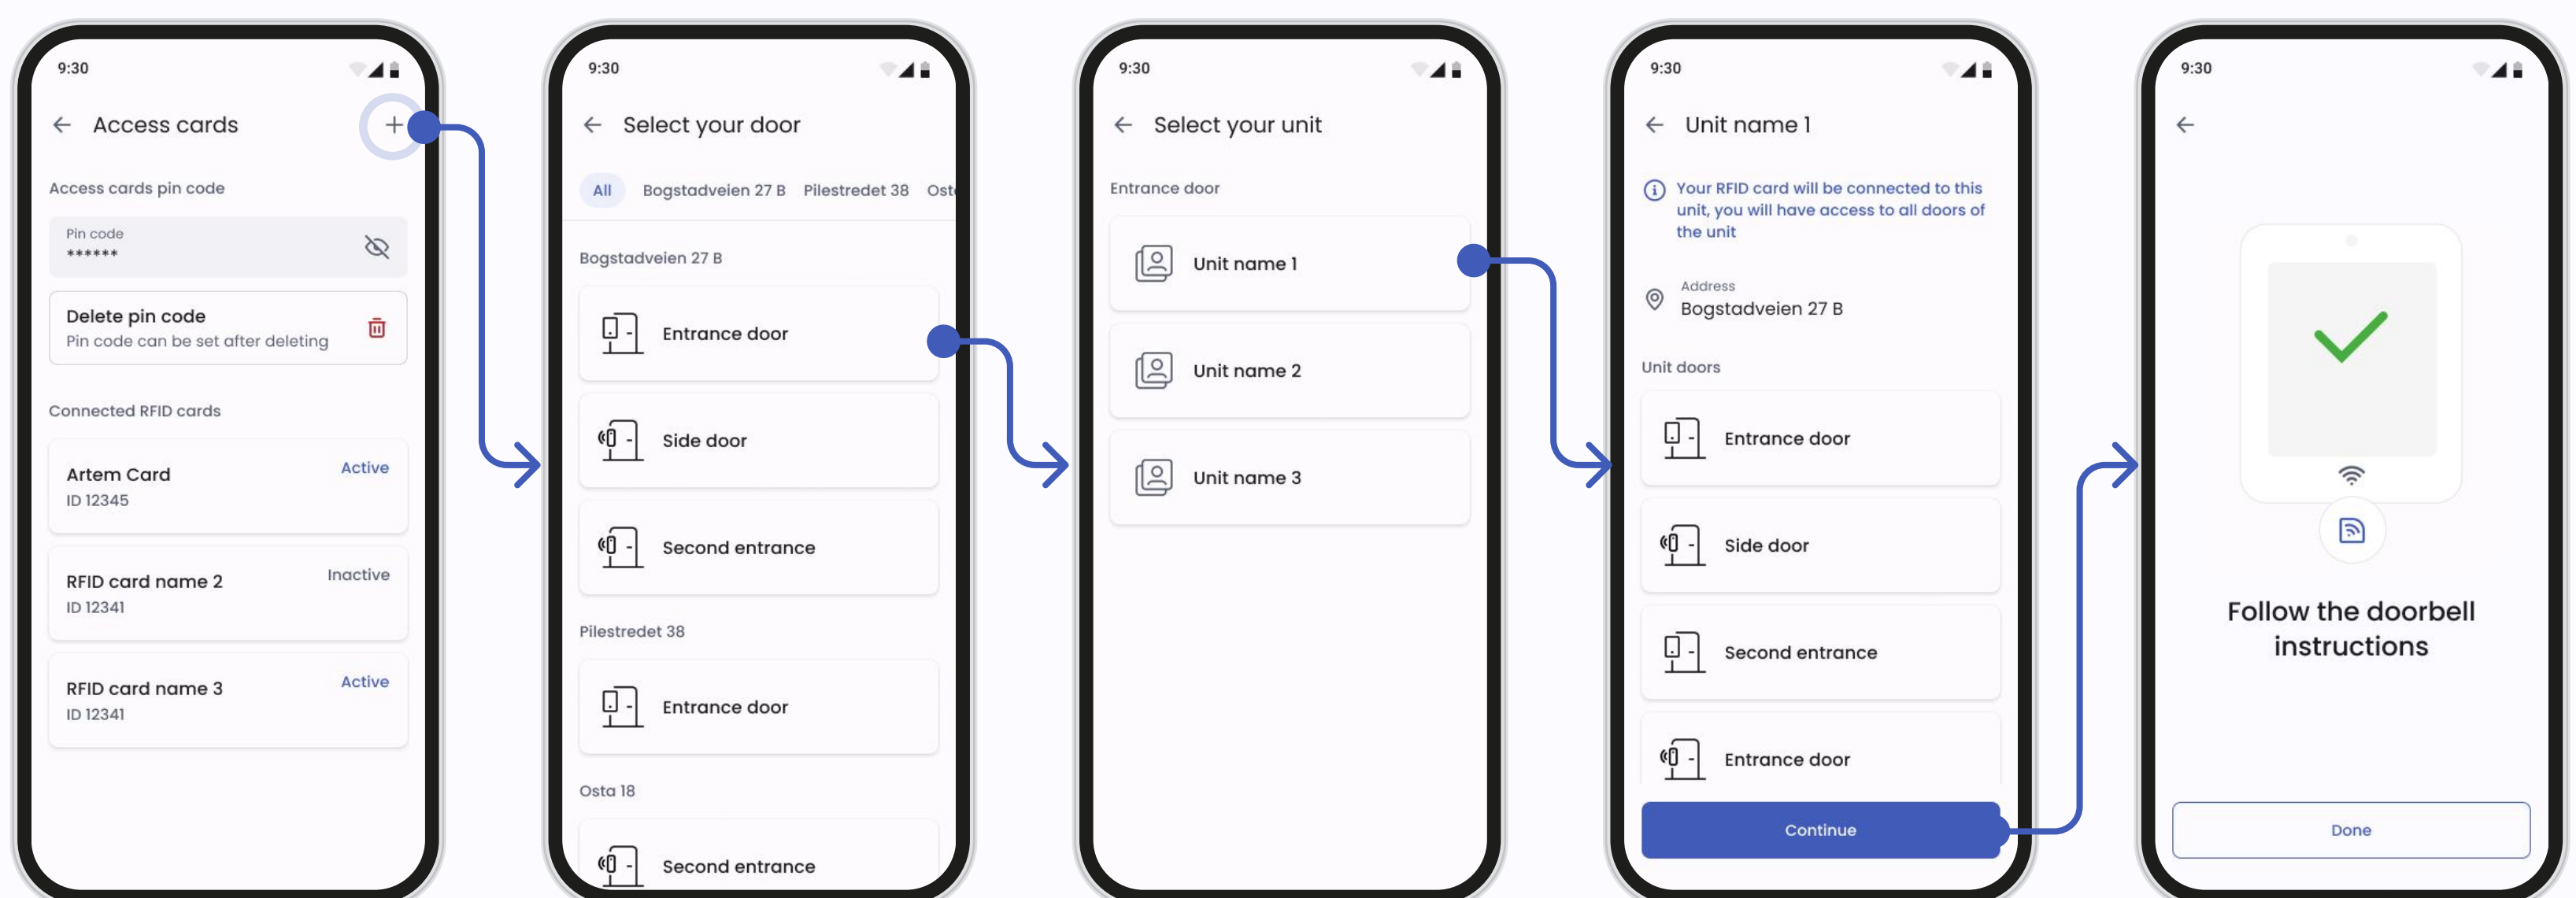 9:30
Access cards
Access cards pin code
Pin code
******
Delete pin code
Pin code can be set after deleting
Connected RFID cards
Artem Card
Active
ID 12345
RFID card name 2
Inactive
ID 12341
RFID card name 3
Active
ID 12341
9:30
Select your door
All
Bogstadveien 27 B
Pilestredet 38
Bogstadveien 27 B
Entrance door
Side door
Second entrance
Pilestredet 38
Entrance door
Osta 18
Second entrance
9:30
Select your unit
Entrance door
Unit name 1
Unit name 2
Unit name 3
9:30
Unit name 1
Your RFID card will be connected to this
unit, you will have access to all doors of
the unit
Address
Bogstadveien 27 B
Unit doors
Entrance door
Side door
Second entrance
Entrance door
Continue
9:30
Follow the doorbell
instructions
Done